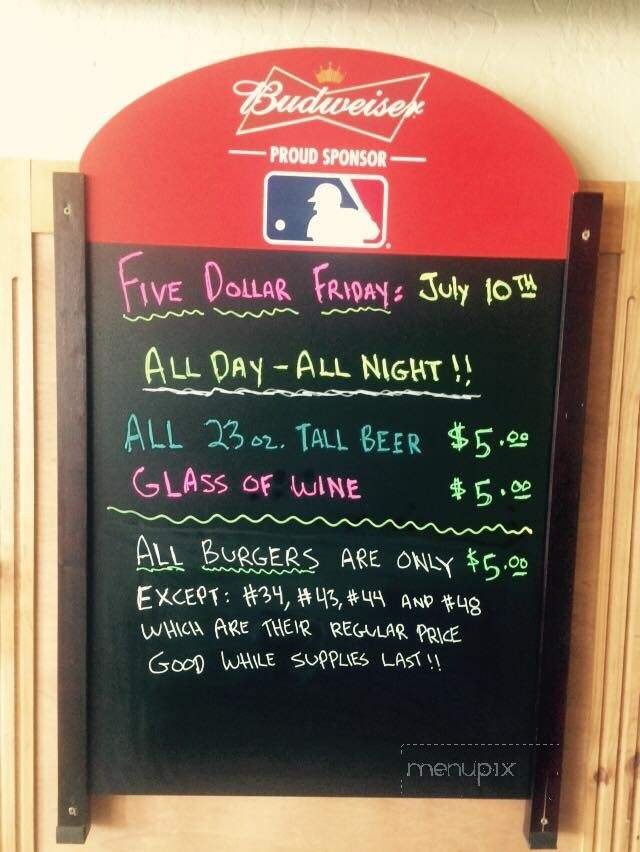 Budweiser
PROUD SPONSOR
FIVE DOLLAR FRIDAY: July 10TH
ALL DAY - ALL NIGHT!!
ALL 23 oz. TALL BEER $5.00
GLASS OF WINE $5.00
ALL BURGERS ARE ONLY $5.00
EXCEPT: #34, #43, #44 AND #48
WHICH ARE THEIR REGULAR PRICE
GOOD WHILE SUPPLIES LAST!!
menupix